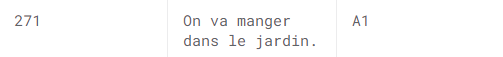 271
On va manger
dans le jardin.
A1